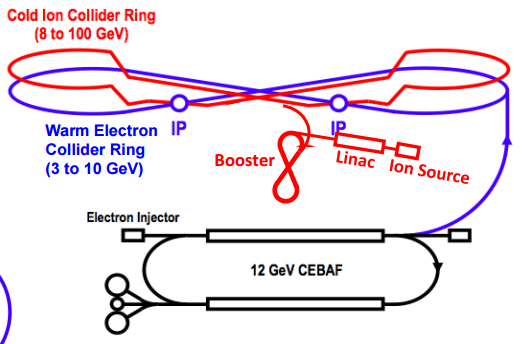 Cold Ion Collider Ring
(8 to 100 GeV)
IP
IP
Warm Electron
Collider Ring
(3 to 10 GeV)
Booster
Linac
Ion Source
Electron Injector
12 GeV CEBAF